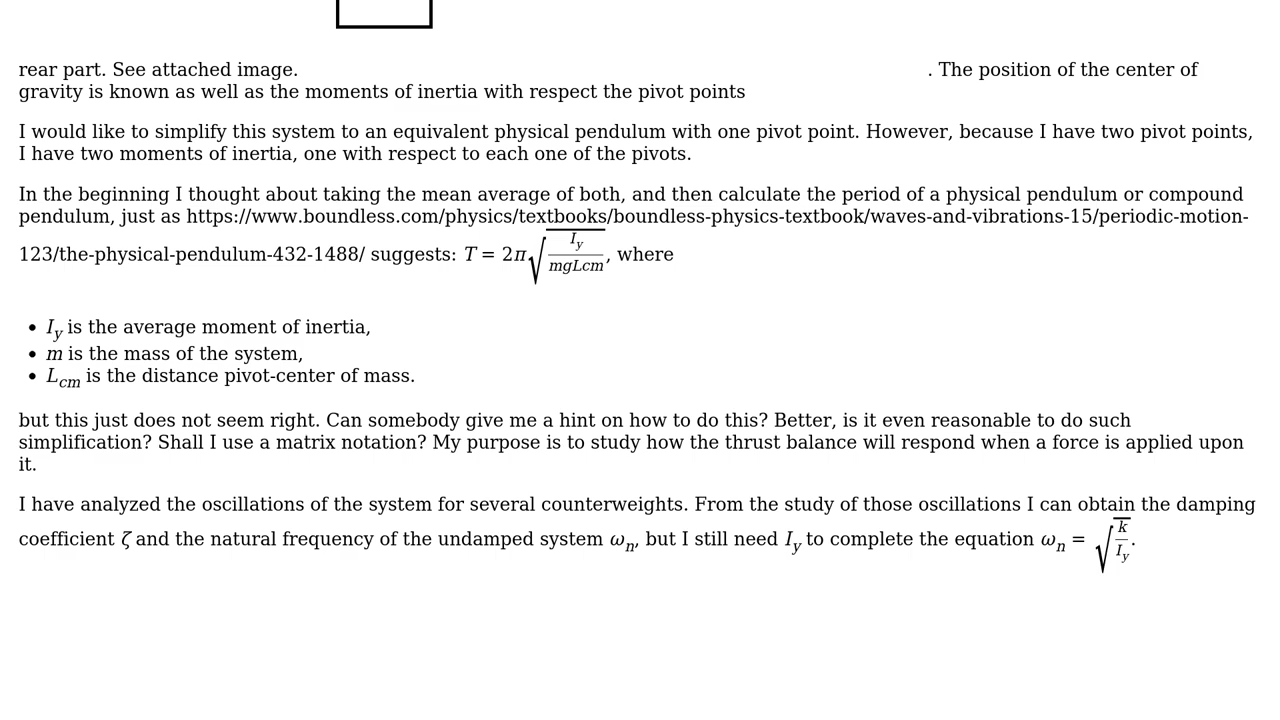 rear part. See attached image. . The position of the center of
gravity is known as well as the moments of inertia with respect the pivot points
I would like to simplify this system to an equivalent physical pendulum with one pivot point. However, because I have two pivot points,
I have two moments of inertia, one with respect to each one of the pivots.
In the beginning I thought about taking the mean average of both, and then calculate the period of a physical pendulum or compound
pendulum, just as https://www.boundless.com/physics/textbooks/boundless-physics-textbook/waves-and-vibrations-15/periodic-motion-
123/the-physical-pendulum-432-1488/ suggests: T = 2π√(I_y/mgLcm), where
• I_y is the average moment of inertia,
• m is the mass of the system,
• L_cm is the distance pivot-center of mass.
but this just does not seem right. Can somebody give me a hint on how to do this? Better, is it even reasonable to do such
simplification? Shall I use a matrix notation? My purpose is to study how the thrust balance will respond when a force is applied upon
it.
I have analyzed the oscillations of the system for several counterweights. From the study of those oscillations I can obtain the damping
coefficient ζ and the natural frequency of the undamped system ω_n, but I still need I_y to complete the equation ω_n = √(k/I_y).